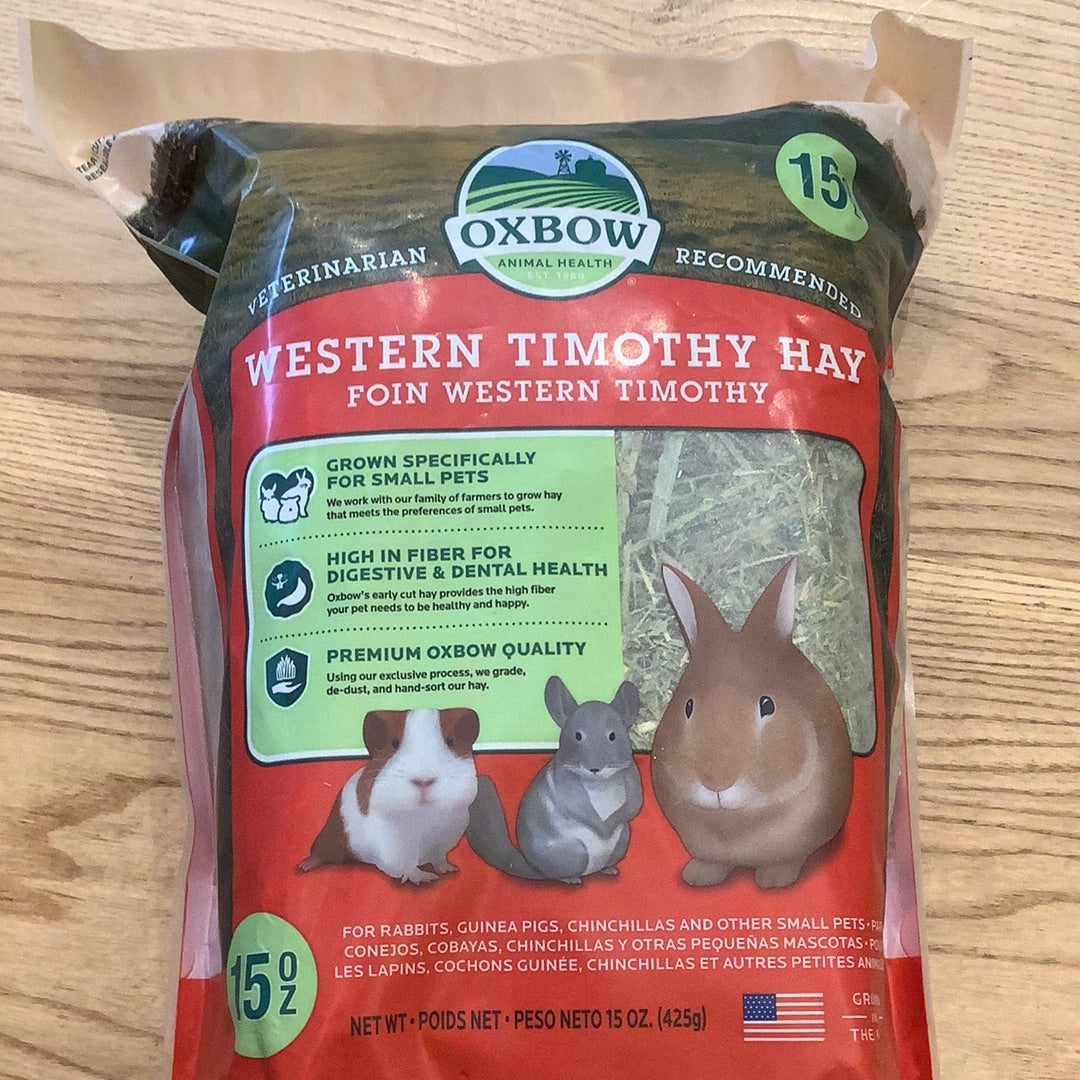 TEAR
15
OXBOW
ANIMAL HEALTH
EST. 1980
VETERINARIAN
RECOMMENDED
WESTERN TIMOTHY HAY
FOIN WESTERN TIMOTHY
GROWN SPECIFICALLY
FOR SMALL PETS
We work with our family of farmers to grow hay
that meets the preferences of small pets.
HIGH IN FIBER FOR
DIGESTIVE & DENTAL HEALTH
Oxbow's early cut hay provides the high fiber
your pet needs to be healthy and happy.
PREMIUM OXBOW QUALITY
Using our exclusive process, we grade,
de-dust, and hand-sort our hay.
FOR RABBITS, GUINEA PIGS, CHINCHILLAS AND OTHER SMALL PETS •
CONEJOS, COBAYAS, CHINCHILLAS Y OTRAS PEQUEÑAS MASCOTAS •
LES LAPINS, COCHONS GUINÉE, CHINCHILLAS ET AUTRES PETITES
15 OZ
NET WT • POIDS NET • PESO NETO 15 OZ. (425g)
THE